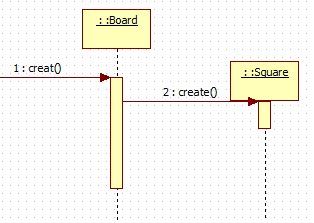 : :Board
1 : creat()
: :Square
2 : create()